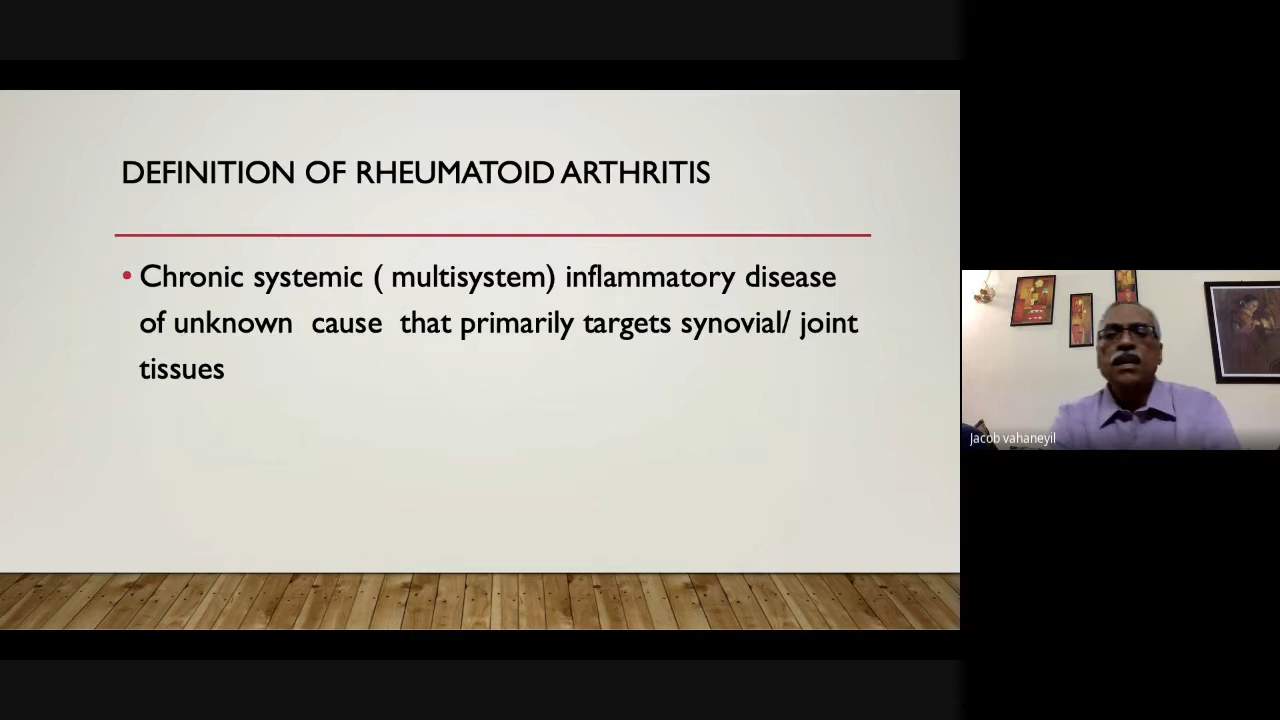 DEFINITION OF RHEUMATOID ARTHRITIS
• Chronic systemic ( multisystem) inflammatory disease
of unknown cause that primarily targets synovial/ joint
tissues
Jacob vahaneyil